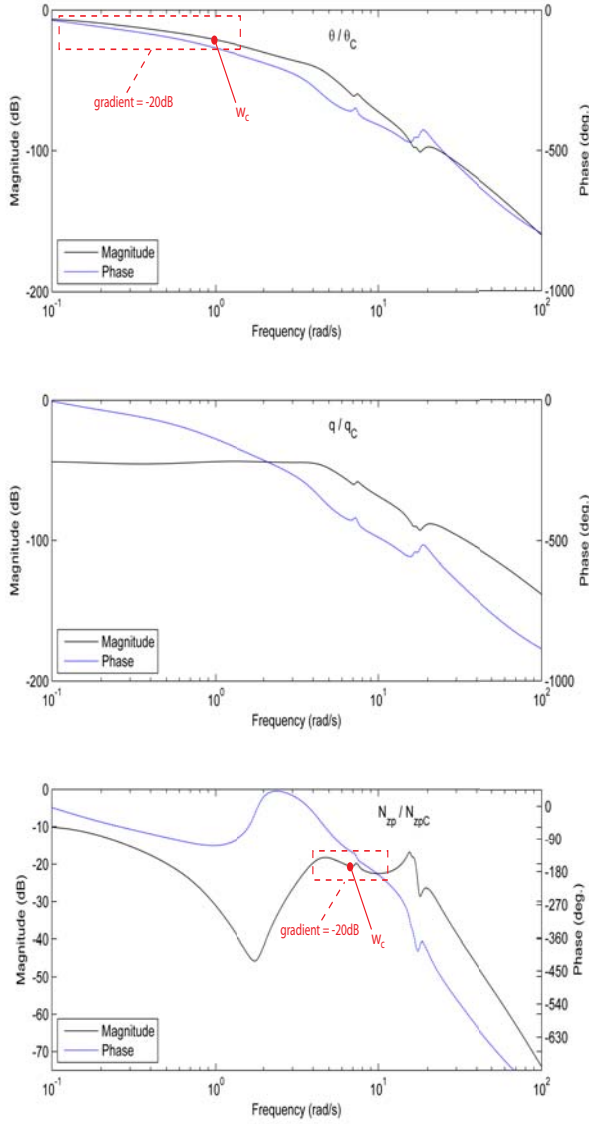 θ / θC
0
-100
-200
0
-500
-1000
Magnitude (dB)
Phase (deg.)
gradient = -20dB
Wc
Magnitude
Phase
10-1
100
101
102
Frequency (rad/s)
q / qC
0
-100
-200
0
-500
-1000
Magnitude (dB)
Phase (deg.)
Magnitude
Phase
10-1
100
101
102
Frequency (rad/s)
Nzp / NzpC
0
-10
-20
-30
-40
-50
-60
-70
0
-90
-180
-270
-360
-450
-540
-630
Magnitude (dB)
Phase (deg.)
gradient = -20dB
Wc
Magnitude
Phase
10-1
100
101
102
Frequency (rad/s)